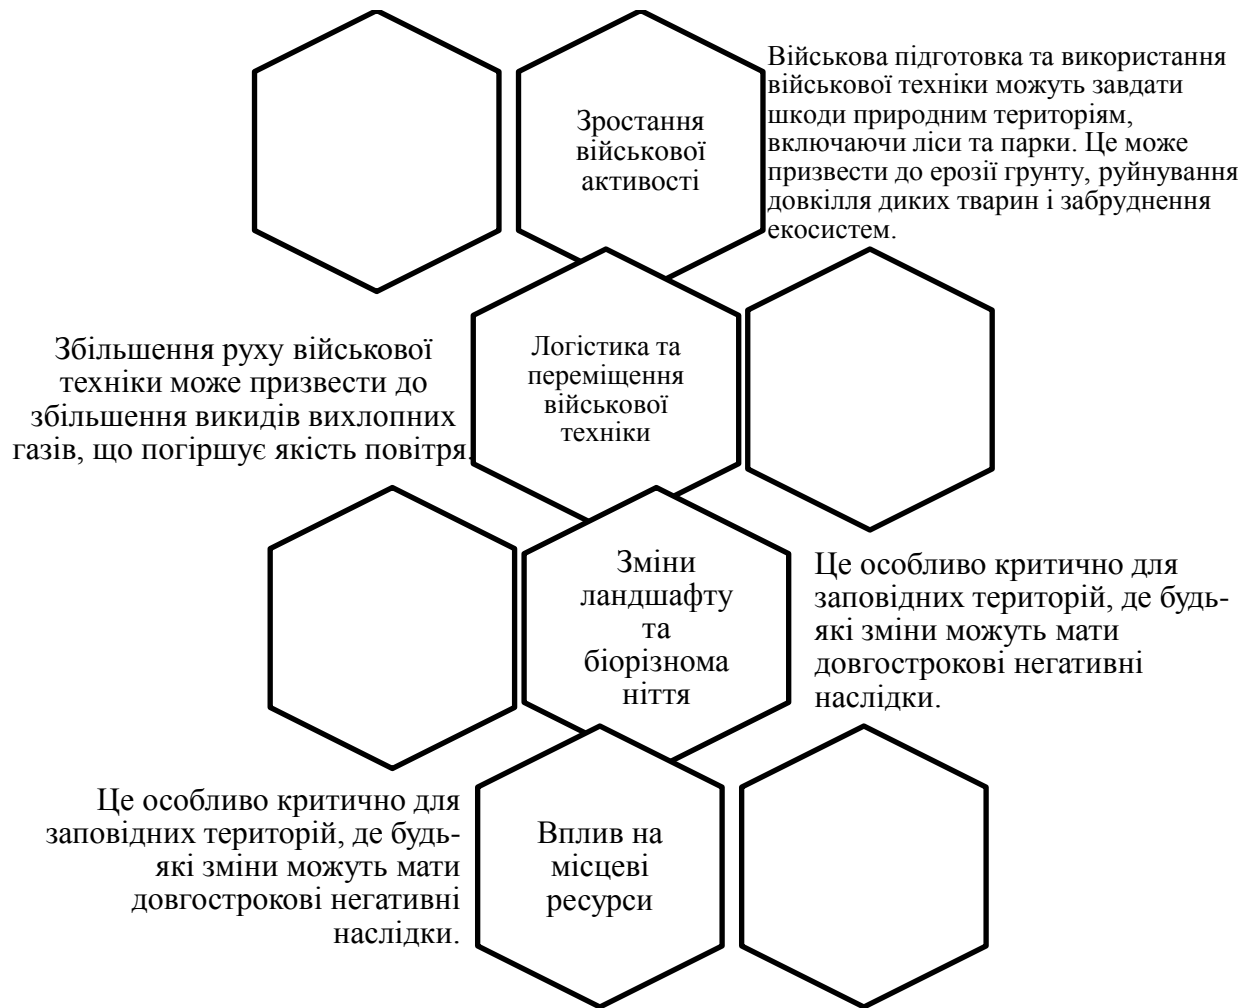 Зростання
військової
активості
Військова підготовка та використання
військової техніки можуть завдати
шкоди природним територіям,
включаючи ліси та парки. Це може
призвести до ерозії грунту, руйнування
довкілля диких тварин і забруднення
екосистем.
Збільшення руху військової
техніки може призвести до
збільшення викидів вихлопних
газів, що погіршує якість повітря.
Логістика та
переміщення
військової
техніки
Зміни
ландшафту
та
біорізнома
ніття
Це особливо критично для
заповідних територій, де будь-
які зміни можуть мати
довгострокові негативні
наслідки.
Це особливо критично для
заповідних територій, де будь-
які зміни можуть мати
довгострокові негативні
наслідки.
Вплив на
місцеві
ресурси